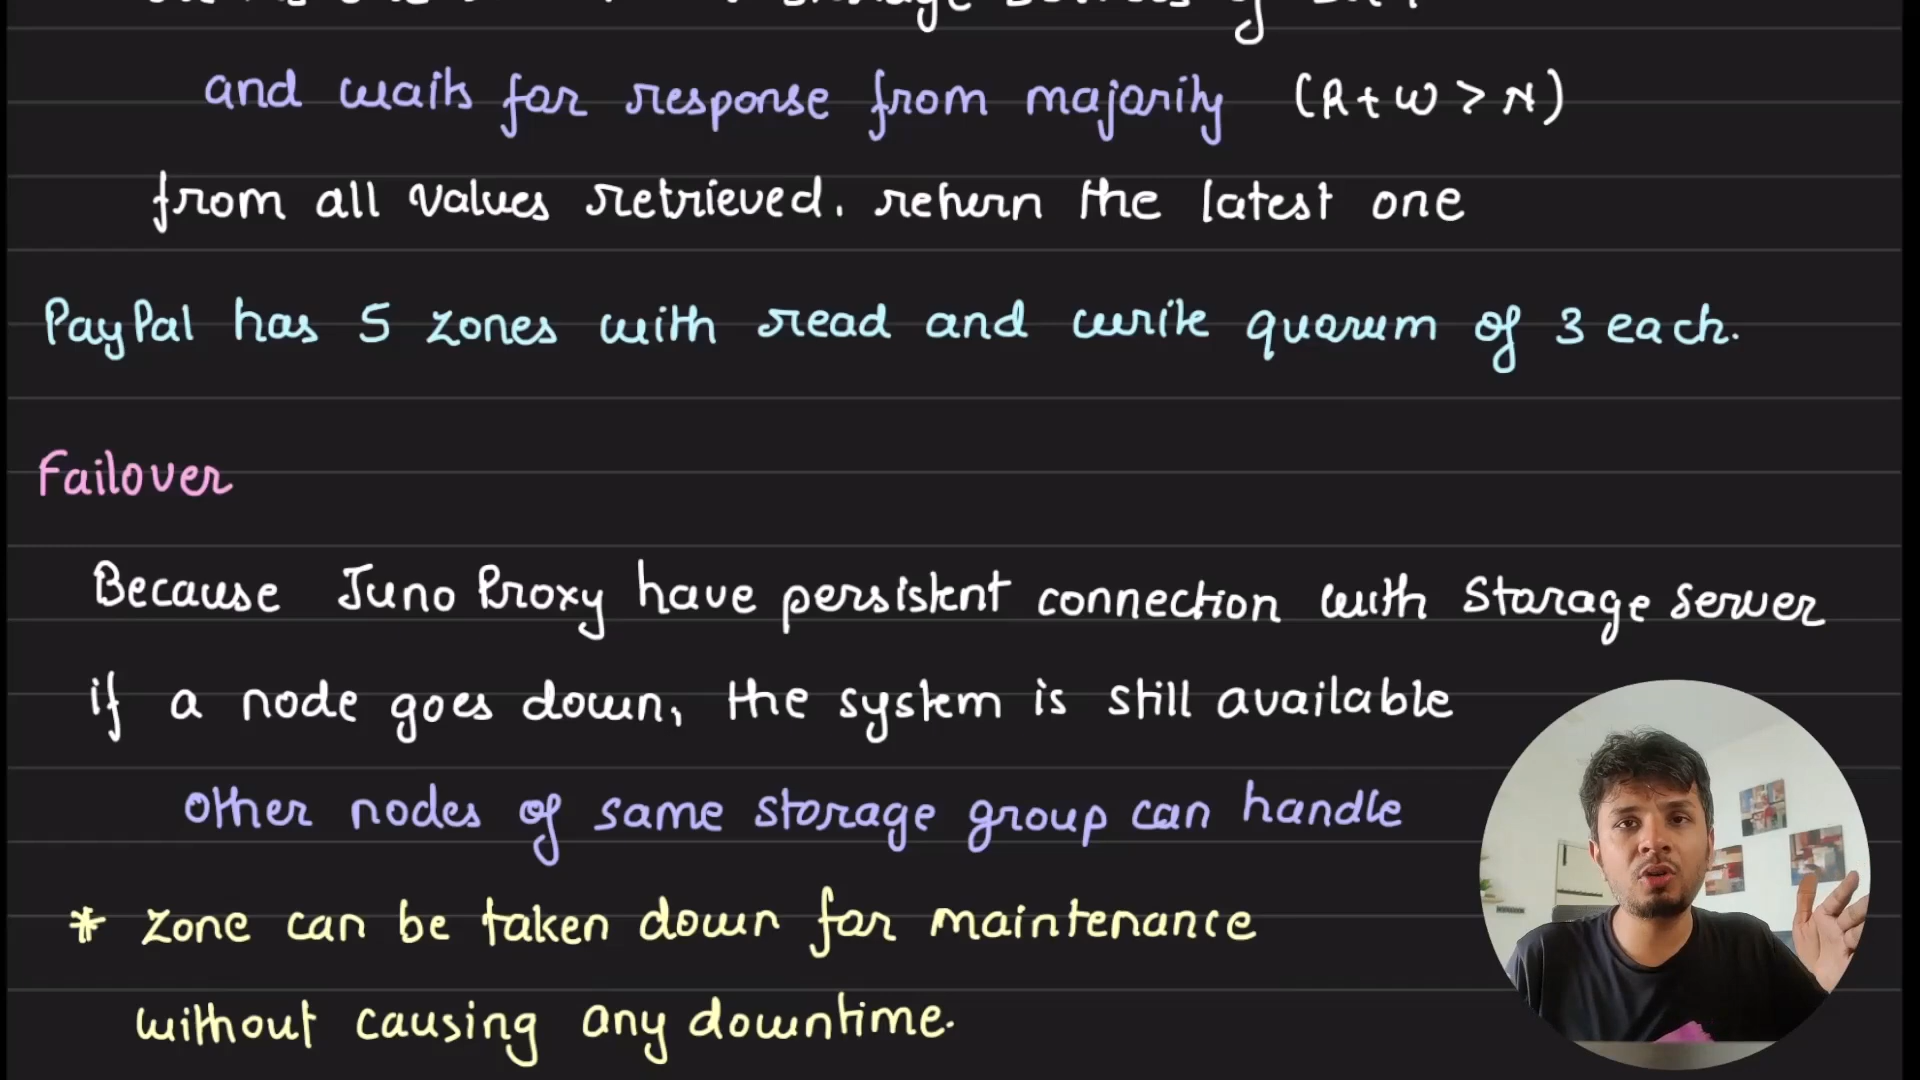 storage servers of
and waits for response from majority (R + W > N)
from all values retrieved. return the latest one
PayPal has 5 zones with read and write quorum of 3 each.
Failover
Because Juno Proxy have persistent connection with Storage Server
if a node goes down, the system is still available
other nodes of same storage group can handle
* zone can be taken down for maintenance
without causing any downtime.